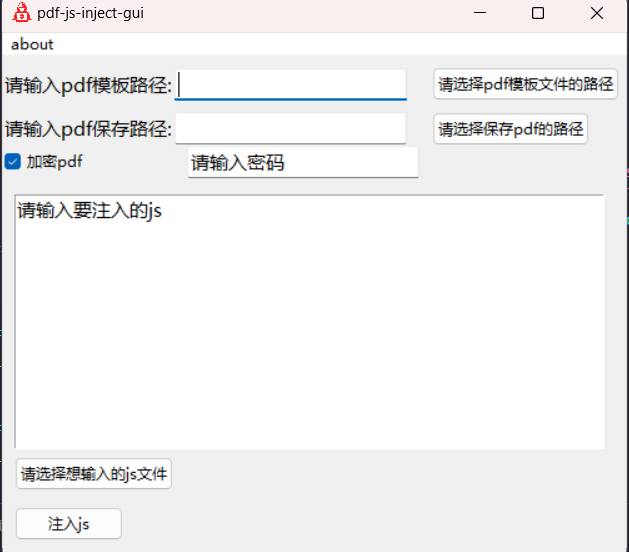 pdf-js-inject-gui
about
请输入pdf模板路径: 请选择pdf模板文件的路径
请输入pdf保存路径: 请选择保存pdf的路径
加密pdf 请输入密码
请输入要注入的js
请选择想输入的js文件
注入js